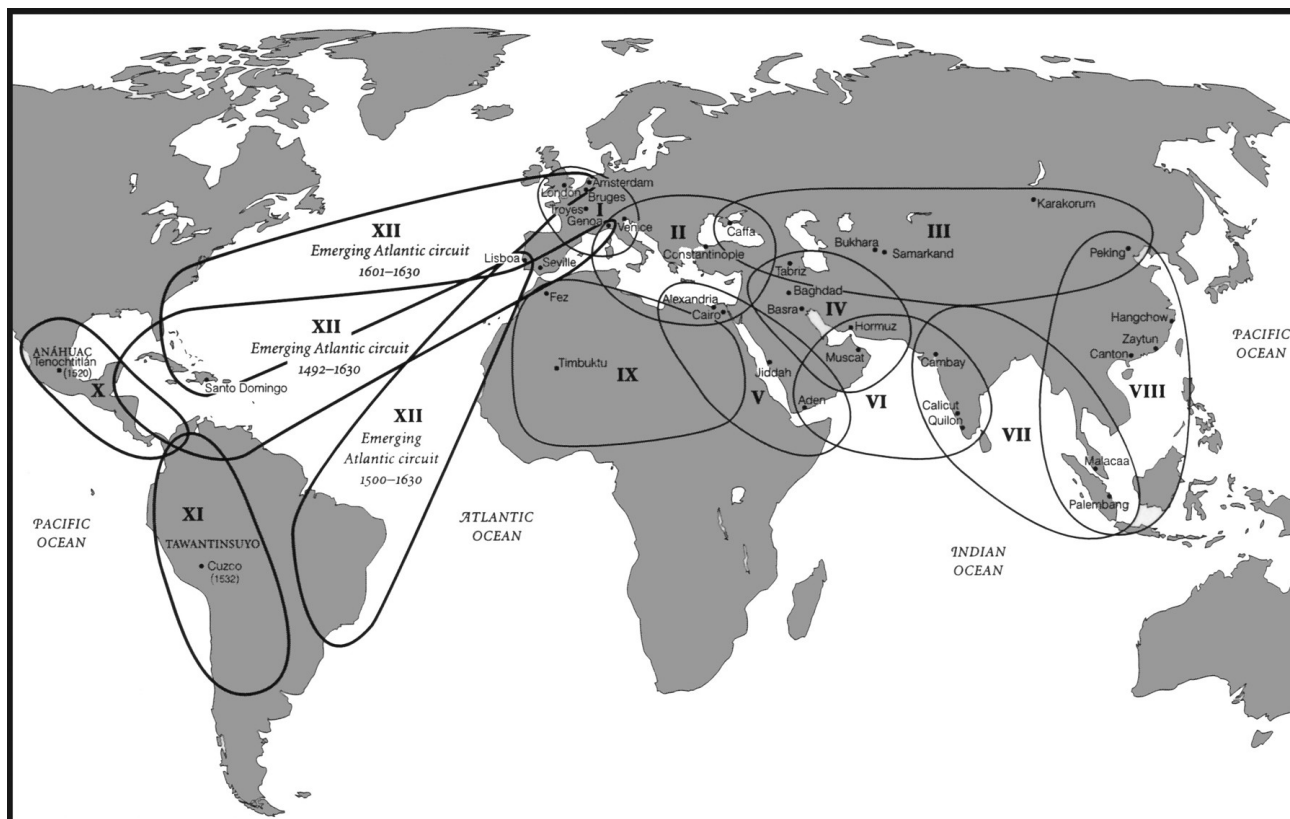 XII
Emerging Atlantic circuit
1601–1630
XII
Emerging Atlantic circuit
1492–1630
XII
Emerging
Atlantic circuit
1500–1630
London
Amsterdam
Bruges
Troyes
I
Genoa
Venice
Lisboa
Seville
Fez
II
Caffa
Constantinople
III
Karakorum
Bukhara
Samarkand
Peking
Tabriz
Baghdad
Basra
IV
Hormuz
Muscat
Alexandria
Cairo
Jiddah
V
Aden
VI
Cambay
Calicut
Quilon
VII
Hangchow
Zaytun
Canton
VIII
Malacaa
Palembang
Timbuktu
IX
ANÁHUAC
Tenochtitlán
(1520)
X
Santo Domingo
XI
TAWANTINSUYO
Cuzco
(1532)
PACIFIC
OCEAN
ATLANTIC
OCEAN
INDIAN
OCEAN
PACIFIC
OCEAN